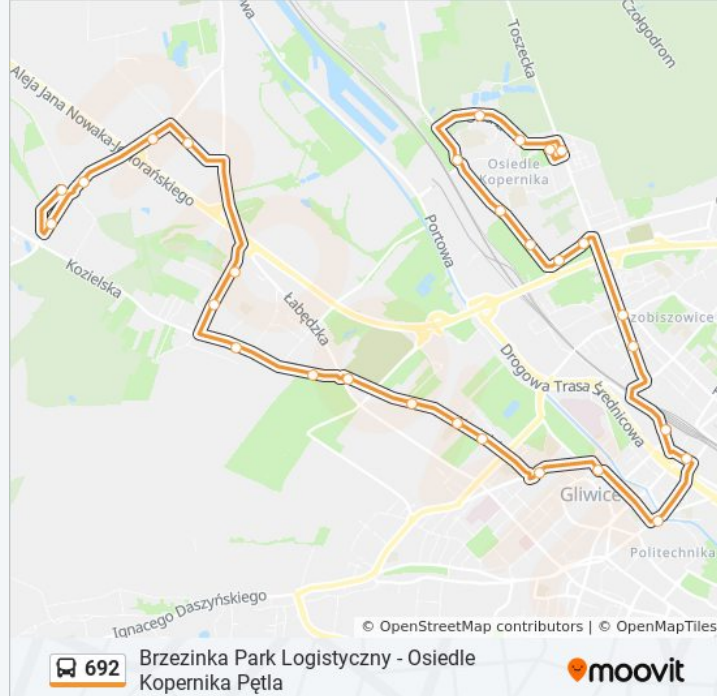 Czołgodrom
Toszecka
Aleja Jana Nowaka-Jeziorańskiego
Osiedle
Kopernika
Portowa
Kozielska
Łabędzka
Drogowa Trasa Średnicowa
Gliwice
Politechnika
Ignacego Daszyńskiego
© OpenStreetMap contributors | © OpenMapTiles
692
Brzezinka Park Logistyczny - Osiedle
Kopernika Pętla
moovit